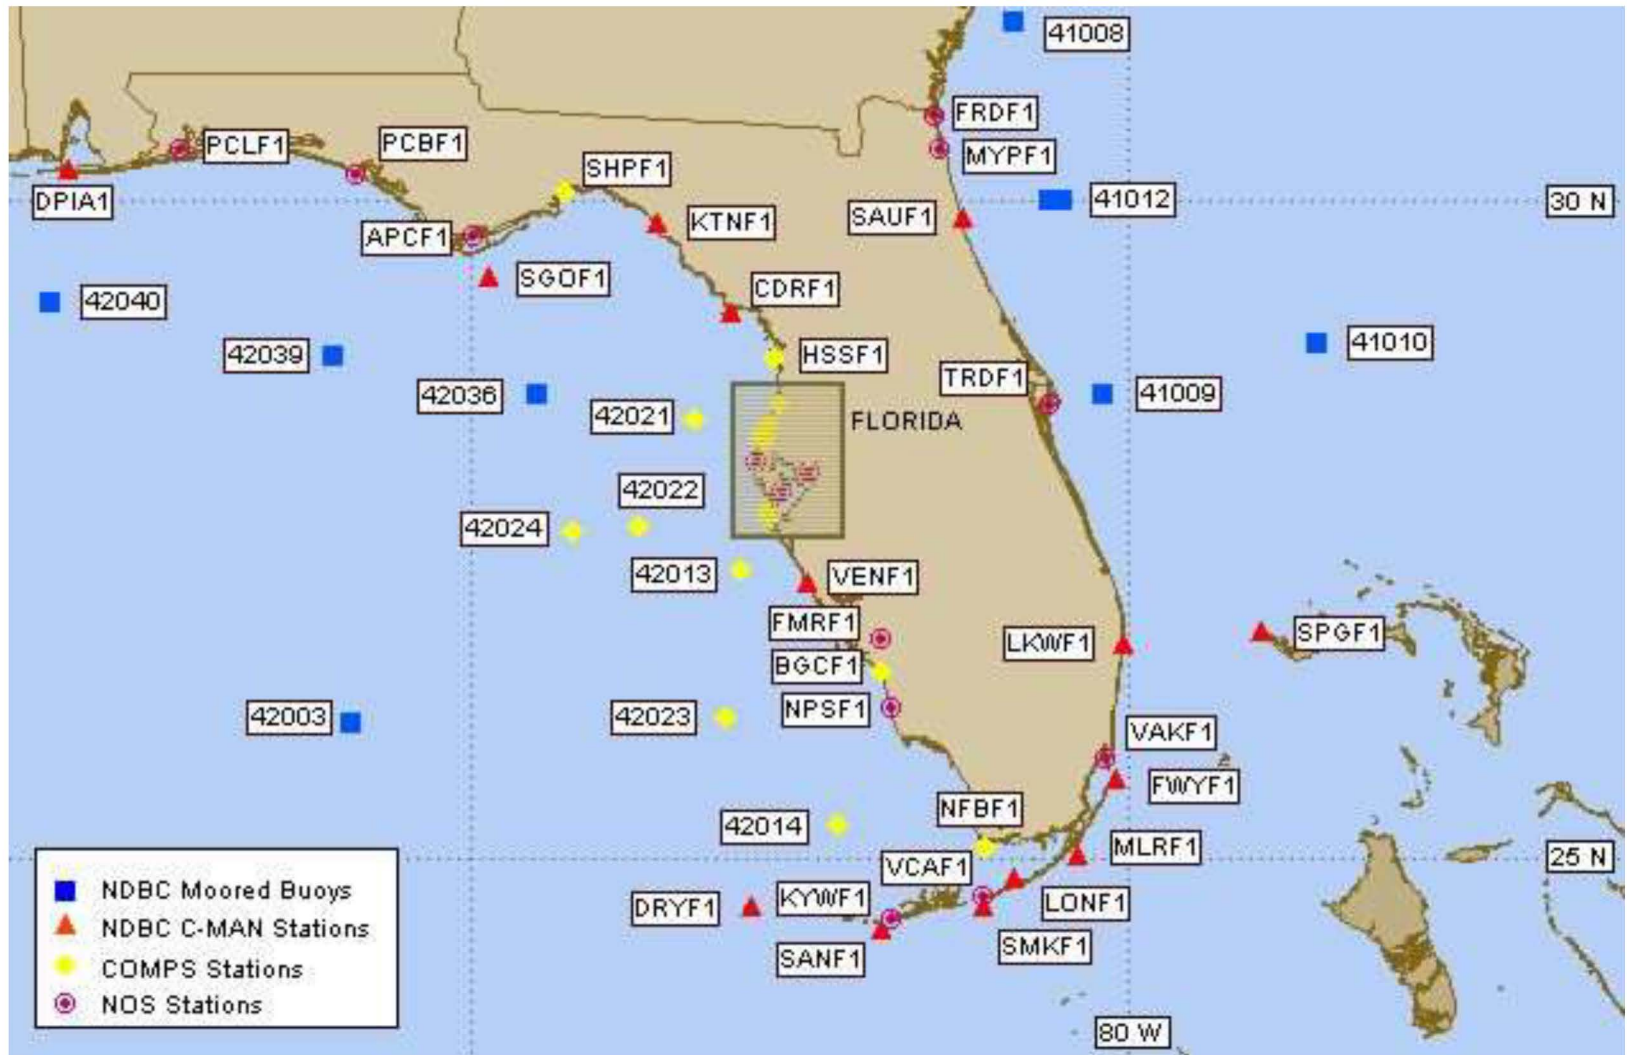 41008
FRDF1
PCLF1
PCBF1
MYPF1
SHPF1
DPIA1
41012
30 N
APCF1
KTNF1
SAUF1
SGOF1
42040
CDRF1
42039
HSSF1
41010
TRDF1
42036
41009
42021
FLORIDA
42022
42024
42013
VENF1
FMRF1
LKWF1
SPGF1
BGCF1
NPSF1
42003
42023
VAKF1
FWYF1
NFBF1
42014
MLRF1
25 N
VCAF1
KYWF1
DRYF1
LONF1
SMKF1
SANF1
80 W
NDBC Moored Buoys
NDBC C-MAN Stations
COMPS Stations
NOS Stations